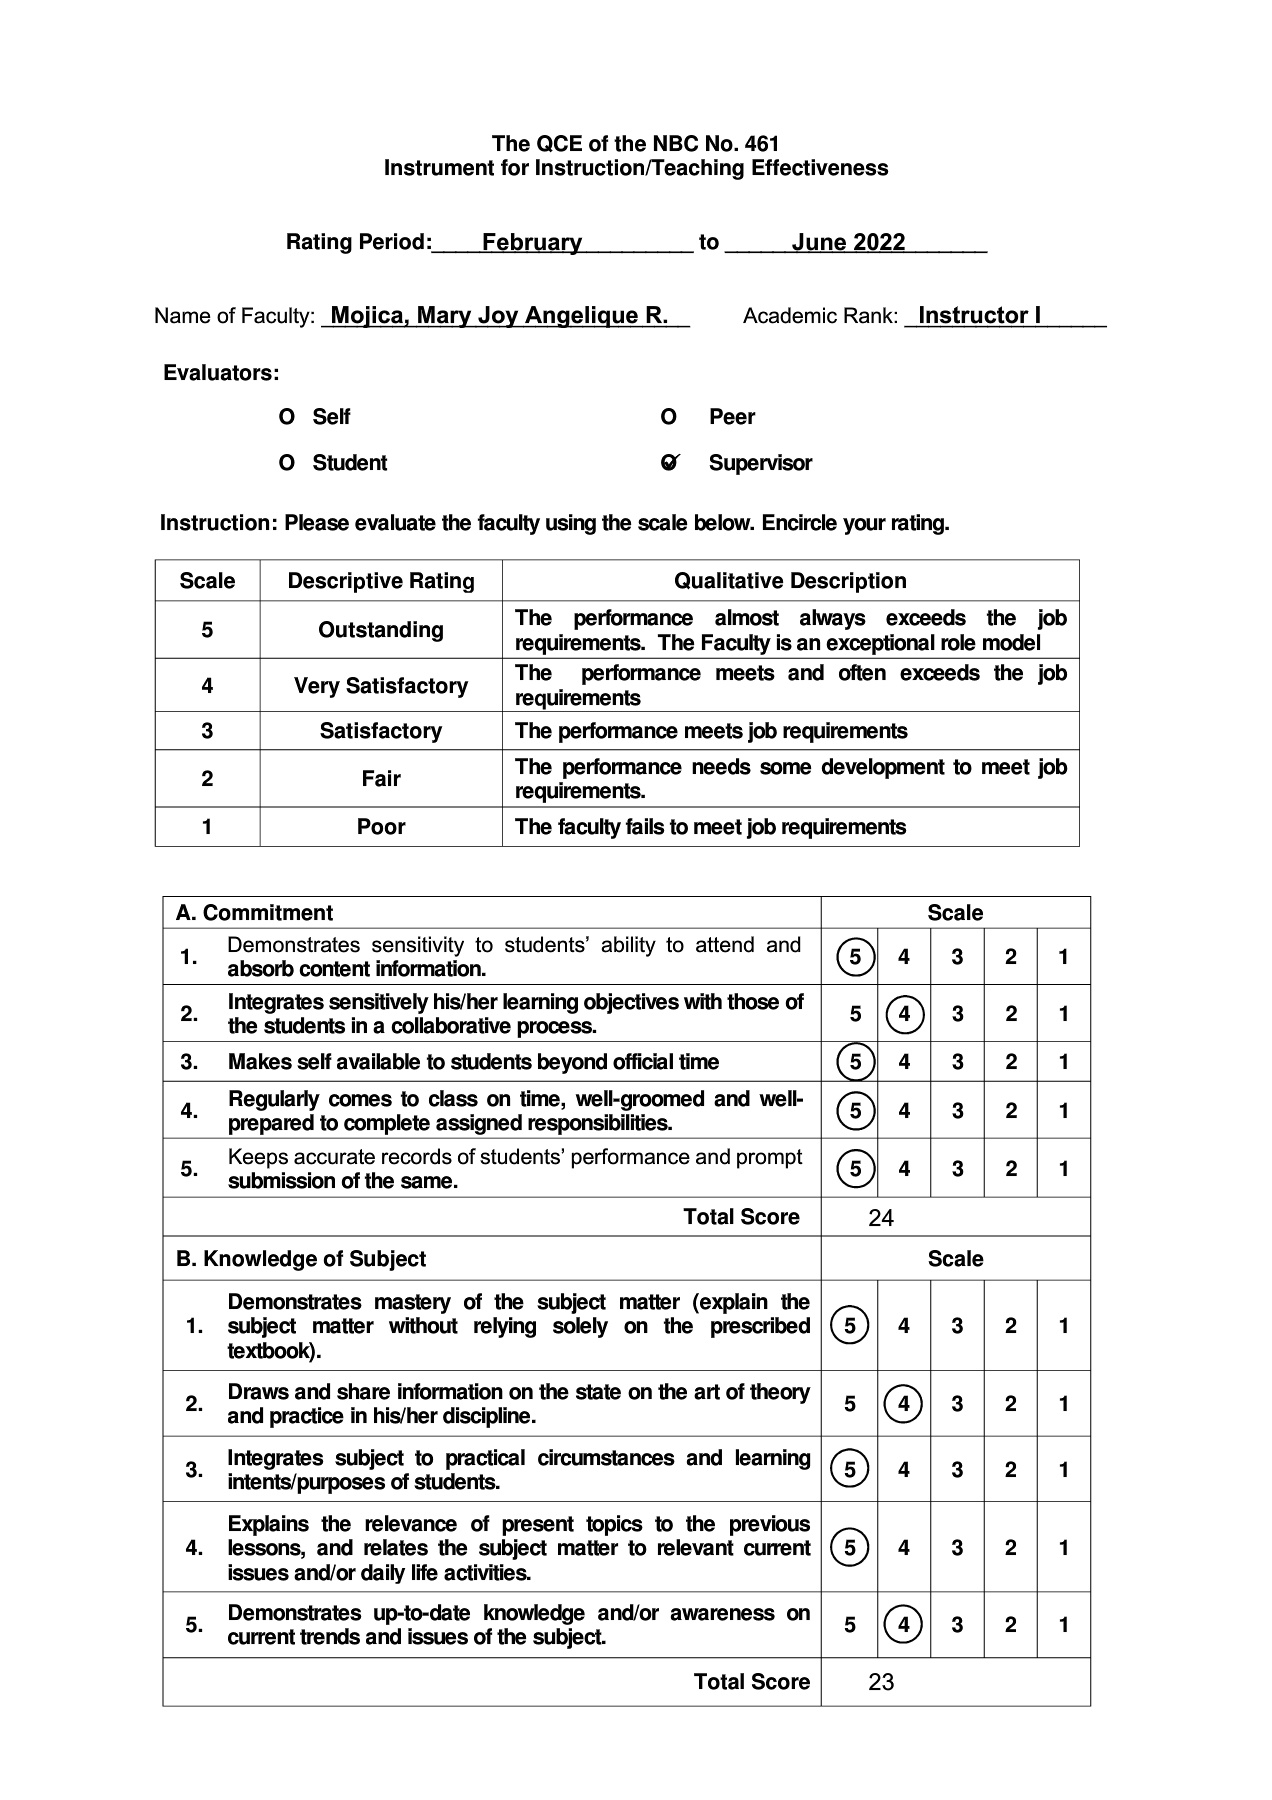 The QCE of the NBC No. 461
Instrument for Instruction/Teaching Effectiveness
Rating Period: February to June 2022
Name of Faculty: Mojica, Mary Joy Angelique R. Academic Rank: Instructor I
Evaluators:
O Self O Peer
O Student O Supervisor
Instruction: Please evaluate the faculty using the scale below. Encircle your rating.
Scale Descriptive Rating Qualitative Description
5 Outstanding The performance almost always exceeds the job
requirements. The Faculty is an exceptional role model
4 Very Satisfactory The performance meets and often exceeds the job
requirements
3 Satisfactory The performance meets job requirements
2 Fair The performance needs some development to meet job
requirements.
1 Poor The faculty fails to meet job requirements
A. Commitment Scale
1. Demonstrates sensitivity to students’ ability to attend and
absorb content information. 5 4 3 2 1
2. Integrates sensitively his/her learning objectives with those of
the students in a collaborative process. 5 4 3 2 1
3. Makes self available to students beyond official time 5 4 3 2 1
4. Regularly comes to class on time, well-groomed and well-
prepared to complete assigned responsibilities. 5 4 3 2 1
5. Keeps accurate records of students’ performance and prompt
submission of the same. 5 4 3 2 1
Total Score 24
B. Knowledge of Subject Scale
1. Demonstrates mastery of the subject matter (explain the
subject matter without relying solely on the prescribed
textbook). 5 4 3 2 1
2. Draws and share information on the state on the art of theory
and practice in his/her discipline. 5 4 3 2 1
3. Integrates subject to practical circumstances and learning
intents/purposes of students. 5 4 3 2 1
4. Explains the relevance of present topics to the previous
lessons, and relates the subject matter to relevant current
issues and/or daily life activities. 5 4 3 2 1
5. Demonstrates up-to-date knowledge and/or awareness on
current trends and issues of the subject. 5 4 3 2 1
Total Score 23